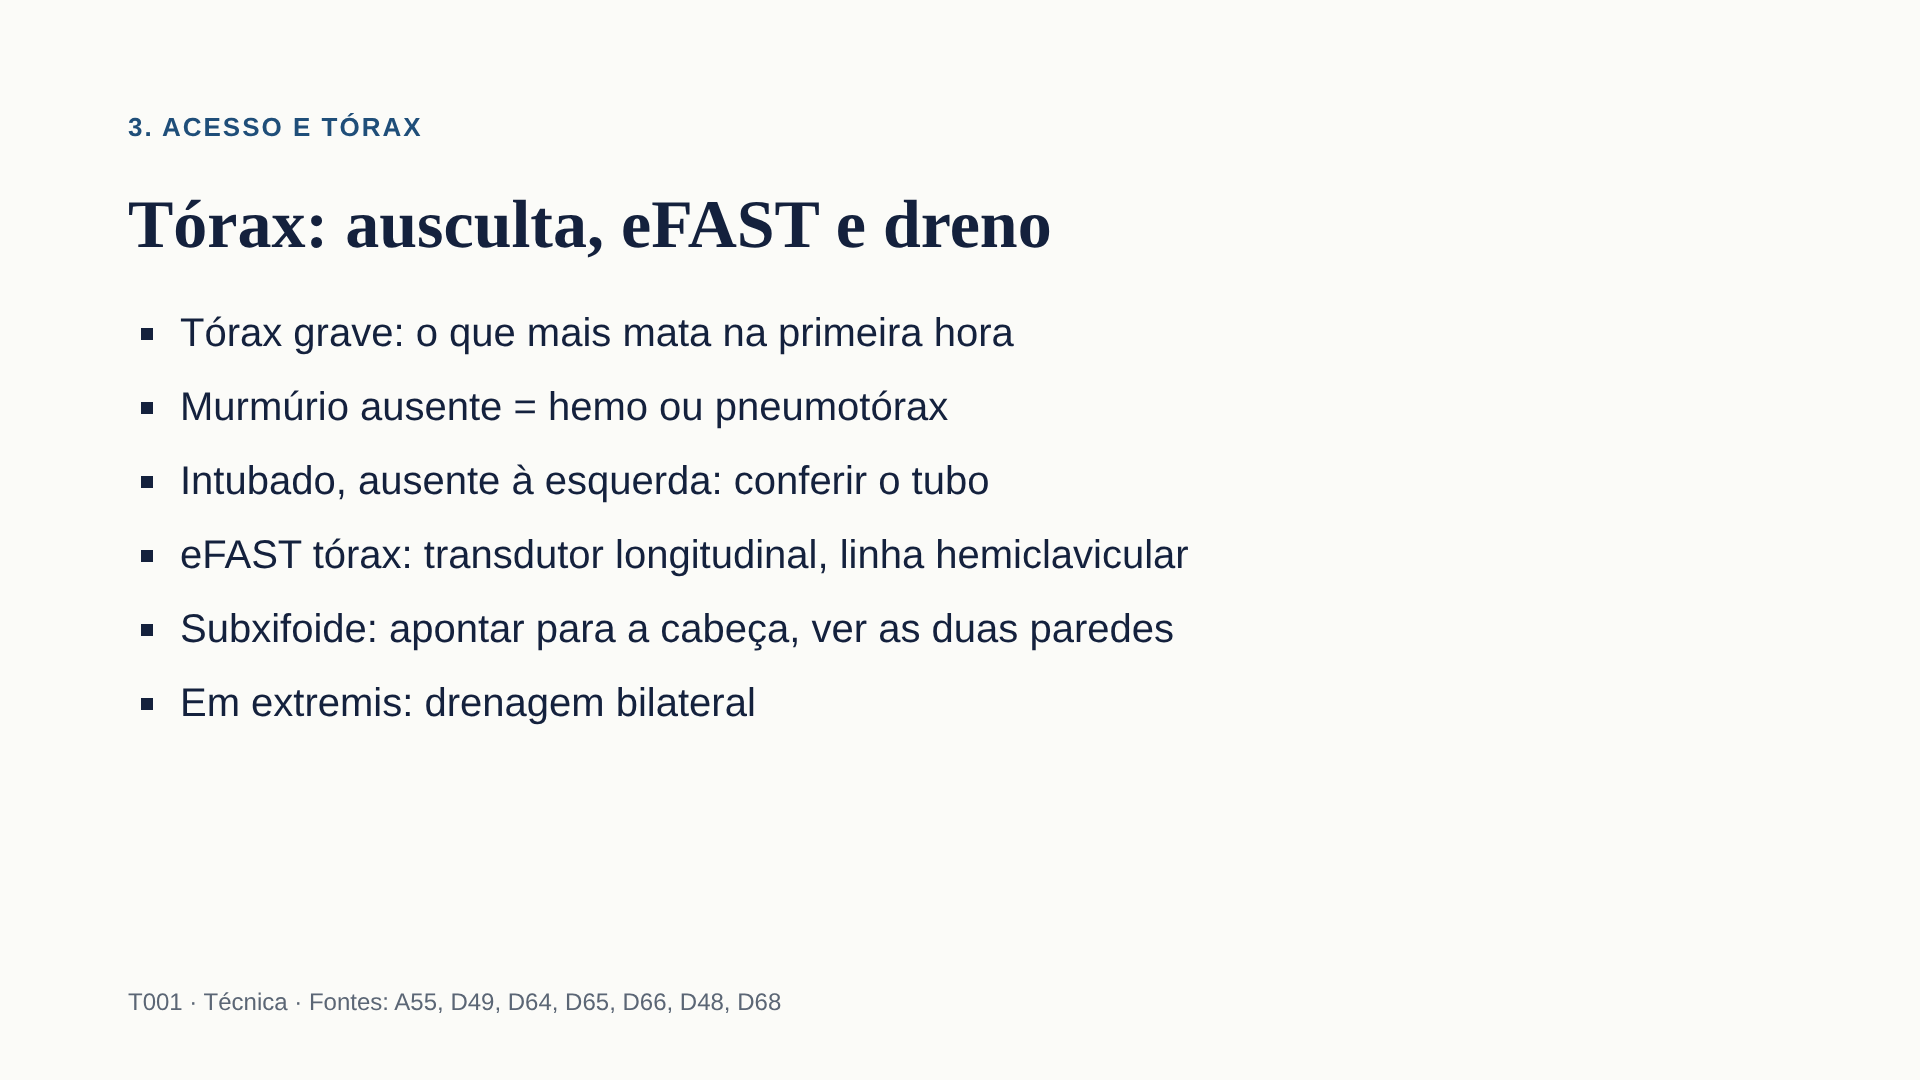 3. ACESSO E TÓRAX
Tórax: ausculta, eFAST e dreno
▪ Tórax grave: o que mais mata na primeira hora
▪ Murmúrio ausente = hemo ou pneumotórax
▪ Intubado, ausente à esquerda: conferir o tubo
▪ eFAST tórax: transdutor longitudinal, linha hemiclavicular
▪ Subxifoide: apontar para a cabeça, ver as duas paredes
▪ Em extremis: drenagem bilateral
T001 · Técnica · Fontes: A55, D49, D64, D65, D66, D48, D68